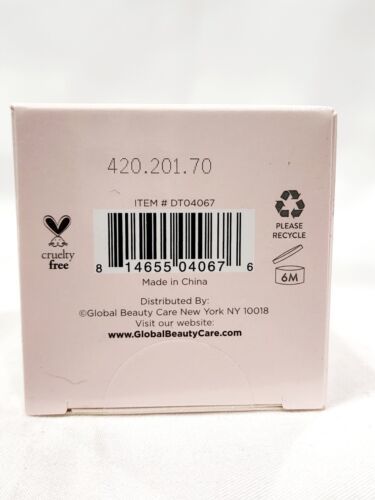 420.201.70
ITEM # DT04067
cruelty
free
8 14655 04067 6
PLEASE
RECYCLE
6M
Made in China
Distributed By:
©Global Beauty Care New York NY 10018
Visit our website:
www.GlobalBeautyCare.com